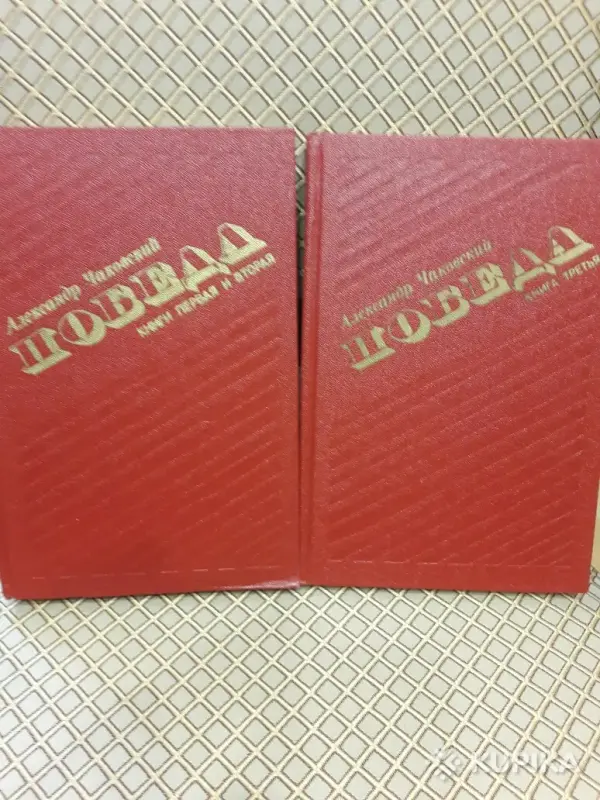 Александр Чаковский
ПОБЕДА
КНИГИ ПЕРВАЯ И ВТОРАЯ
Александр Чаковский
ПОБЕДА
КНИГА ТРЕТЬЯ
KUPIKA